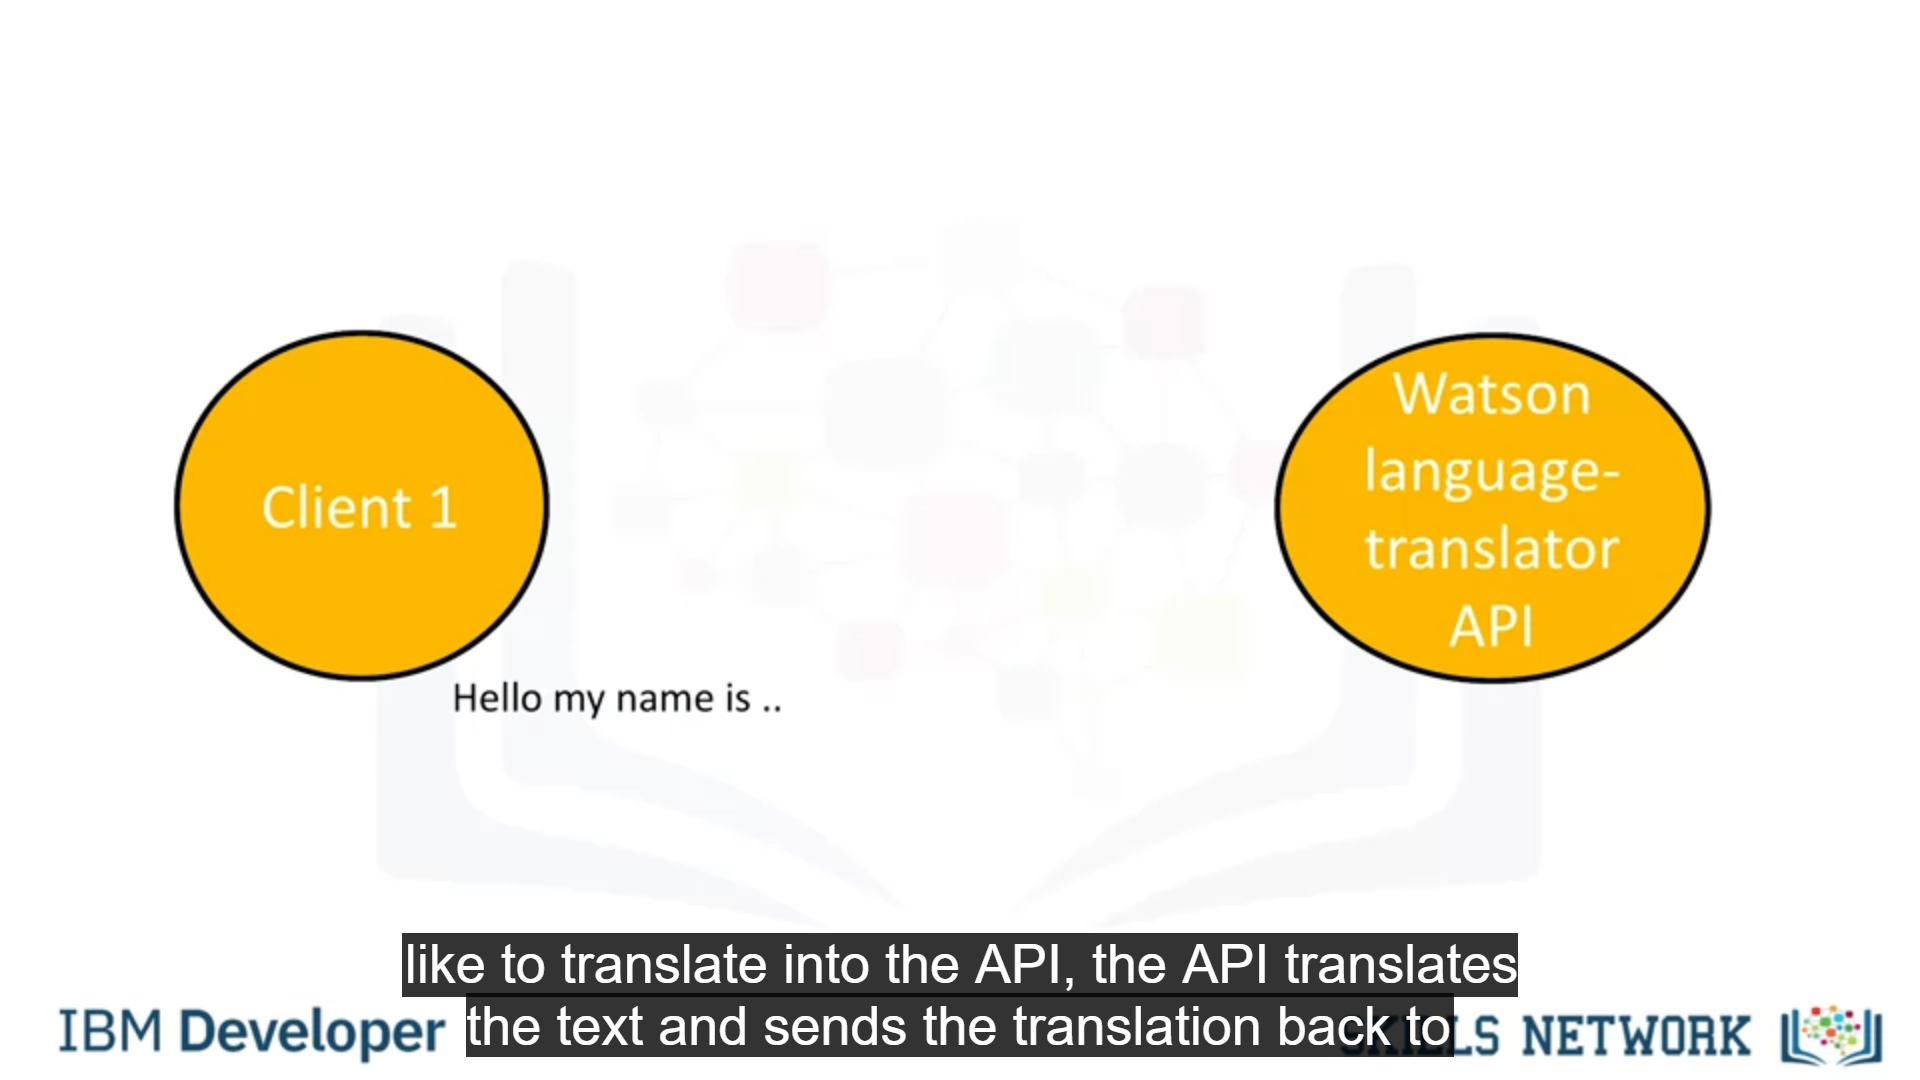 Client 1
Watson
language-
translator
API
Hello my name is ..
like to translate into the API, the API translates
the text and sends the translation back to
IBM Developer
SKILLS NETWORK